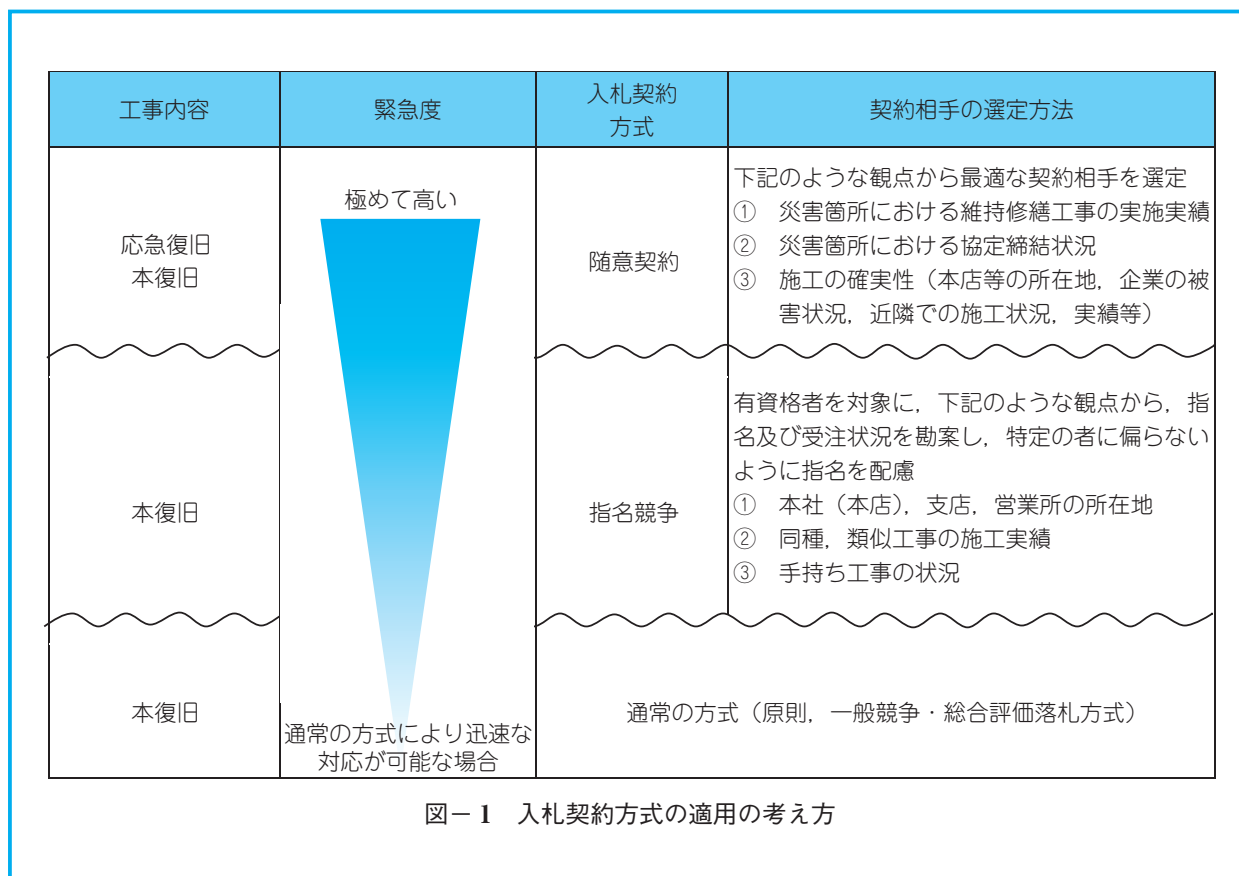 工事内容
緊急度
入札契約
方式
契約相手の選定方法
応急復旧
本復旧
極めて高い
随意契約
下記のような観点から最適な契約相手を選定
① 災害箇所における維持修繕工事の実施実績
② 災害箇所における協定締結状況
③ 施工の確実性（本店等の所在地，企業の被
害状況，近隣での施工状況，実績等）
本復旧
指名競争
有資格者を対象に，下記のような観点から，指
名及び受注状況を勘案し，特定の者に偏らない
ように指名を配慮
① 本社（本店），支店，営業所の所在地
② 同種，類似工事の施工実績
③ 手持ち工事の状況
本復旧
通常の方式により迅速な
対応が可能な場合
通常の方式（原則，一般競争・総合評価落札方式）
図－1 入札契約方式の適用の考え方